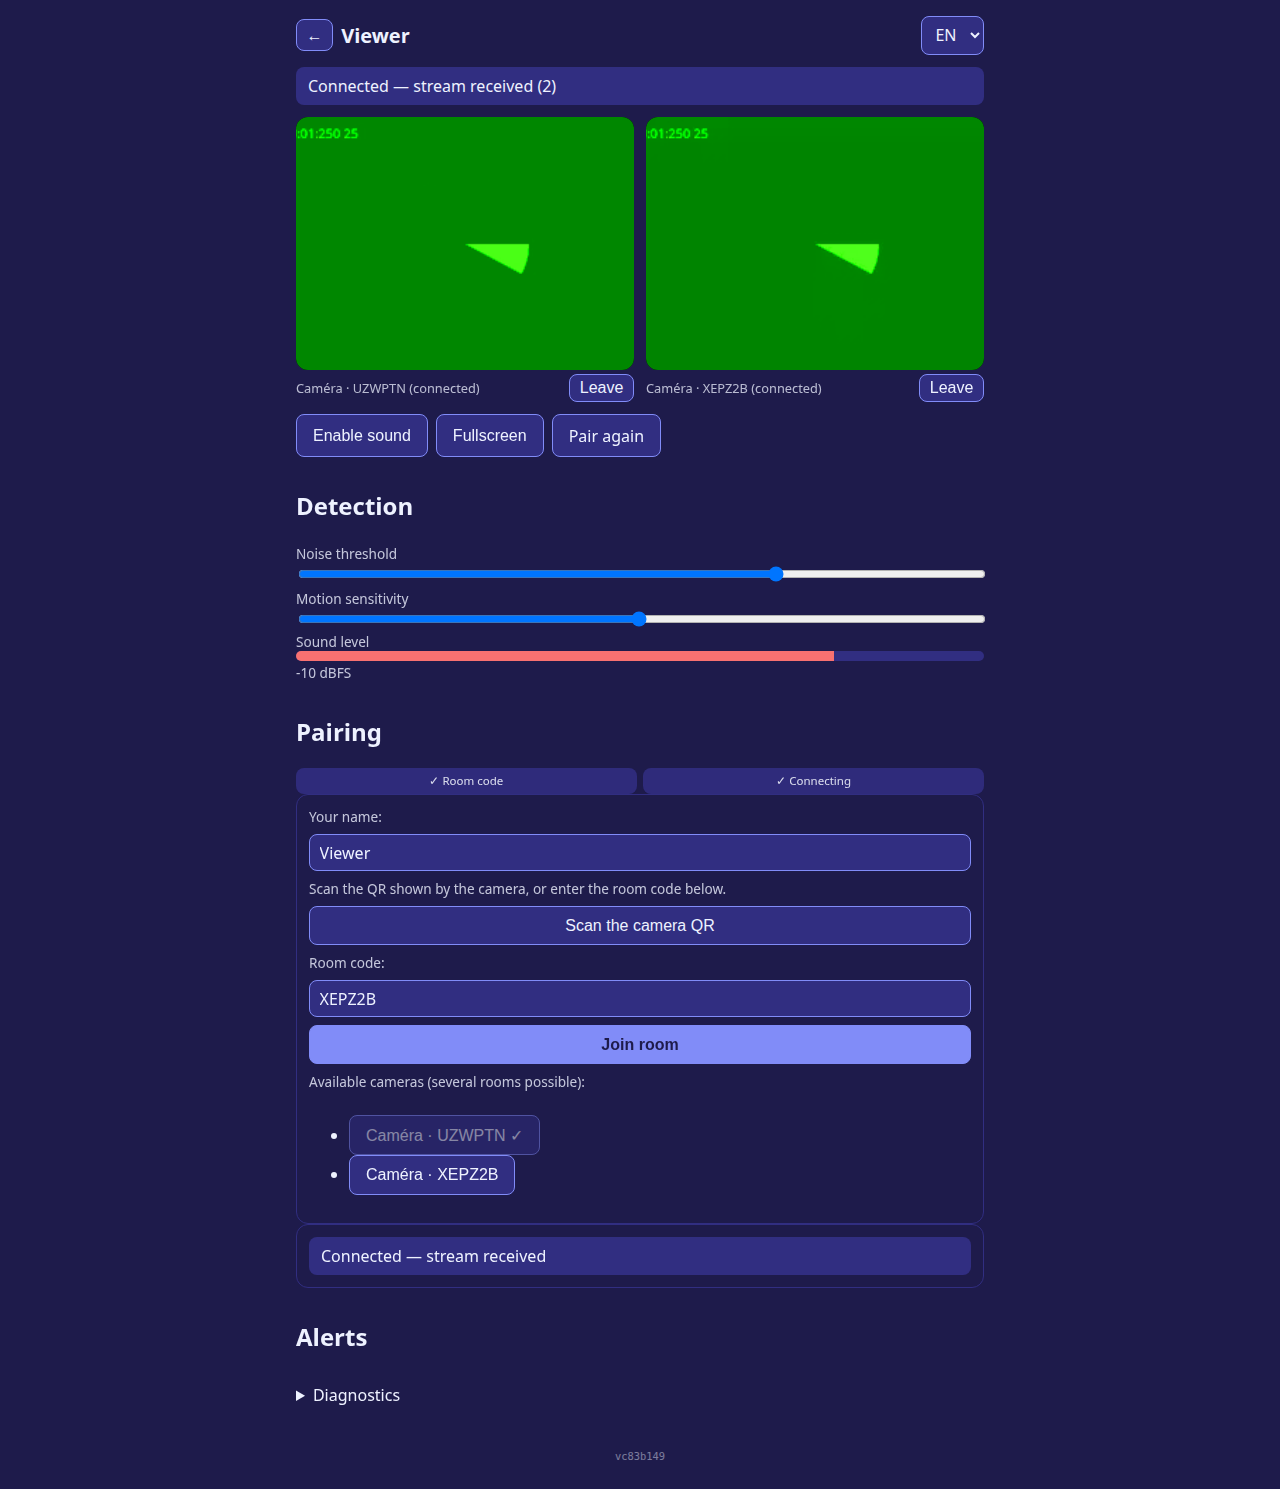 ←
Viewer
EN
Connected — stream received (2)
:01:250 25
:01:250 25
Caméra · UZWPTN (connected)
Leave
Caméra · XEPZ2B (connected)
Leave
Enable sound
Fullscreen
Pair again
Detection
Noise threshold
Motion sensitivity
Sound level
-10 dBFS
Pairing
✓ Room code
✓ Connecting
Your name:
Viewer
Scan the QR shown by the camera, or enter the room code below.
Scan the camera QR
Room code:
XEPZ2B
Join room
Available cameras (several rooms possible):
• Caméra · UZWPTN ✓
• Caméra · XEPZ2B
Connected — stream received
Alerts
▶ Diagnostics
vc83b149